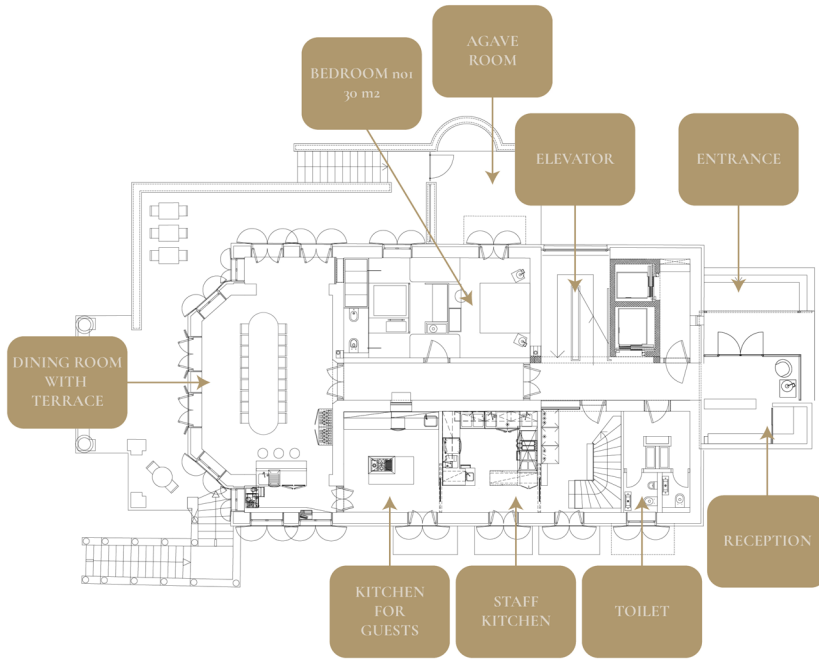 AGAVE
ROOM
BEDROOM no1
30 m2
ELEVATOR
ENTRANCE
DINING ROOM
WITH
TERRACE
RECEPTION
KITCHEN
FOR
GUESTS
STAFF
KITCHEN
TOILET